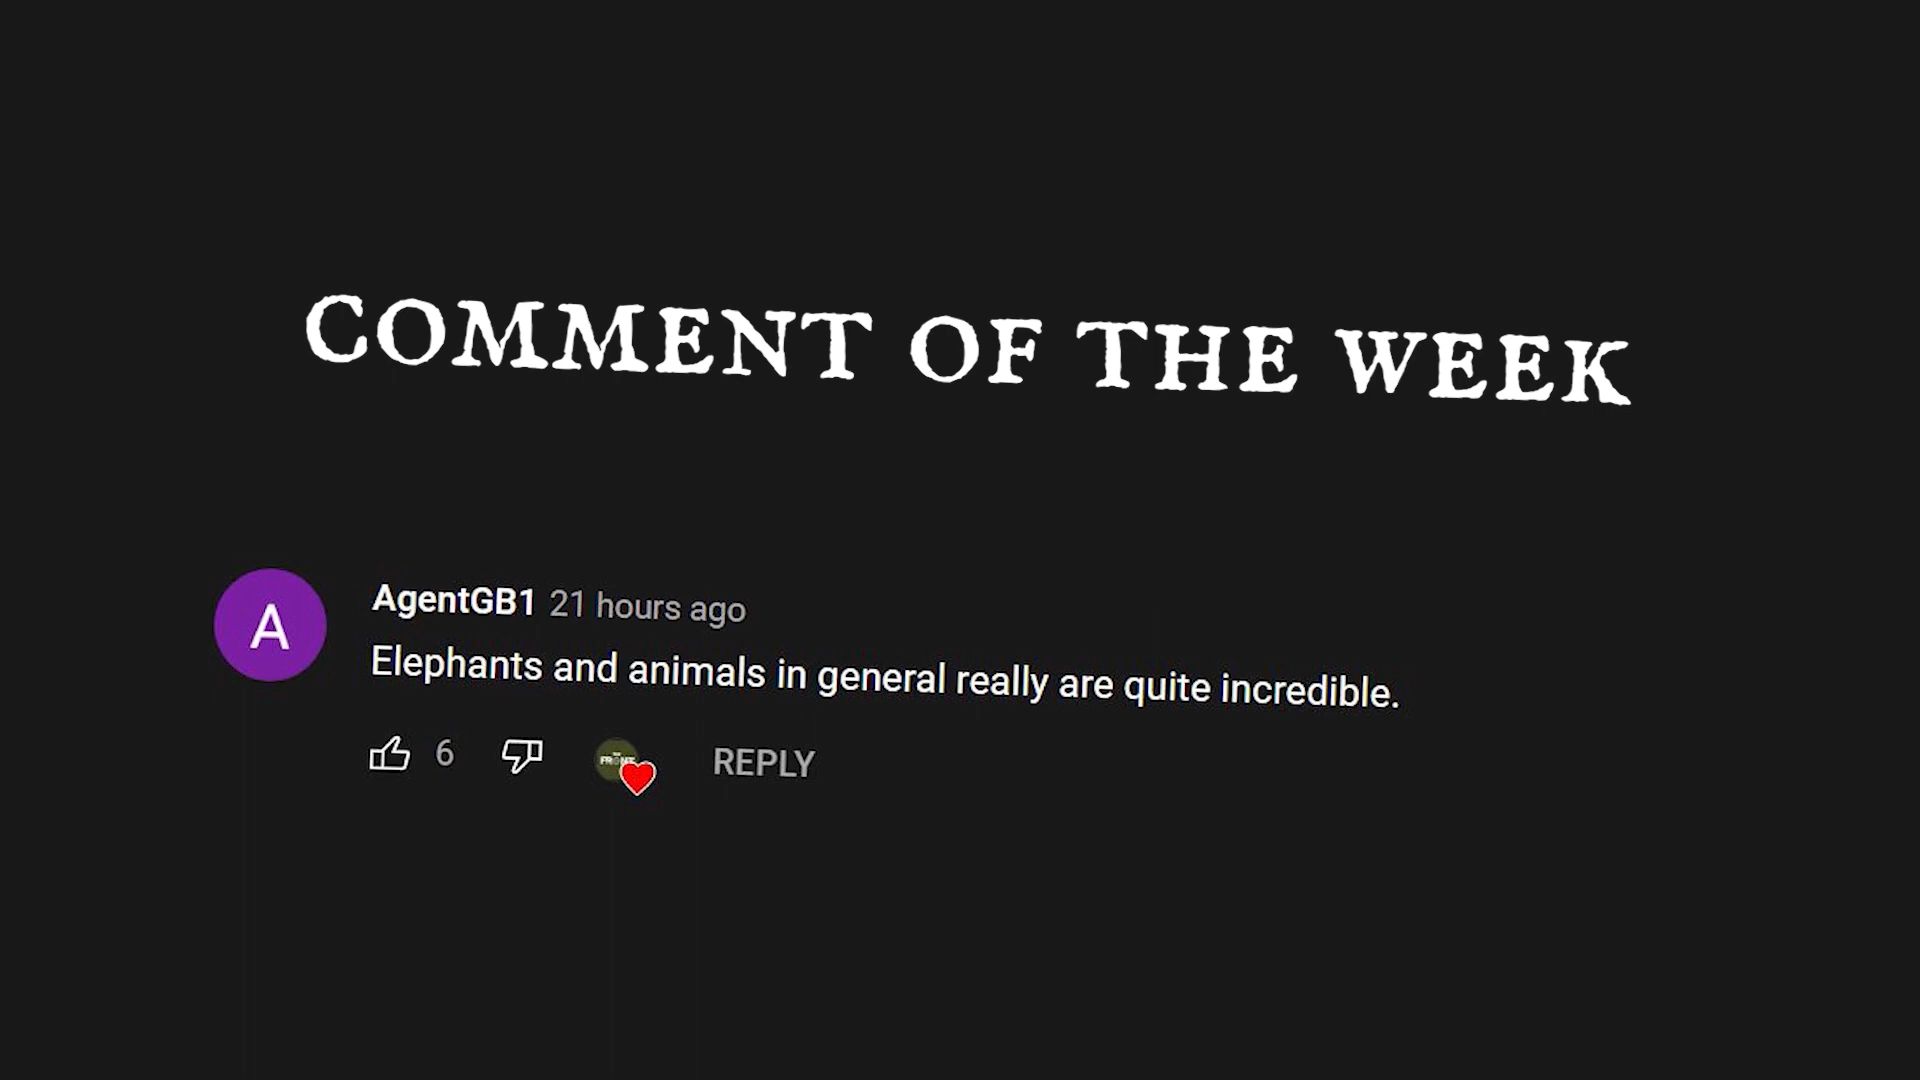 COMMENT OF THE WEEK
A
AgentGB1 21 hours ago
Elephants and animals in general really are quite incredible.
6 REPLY